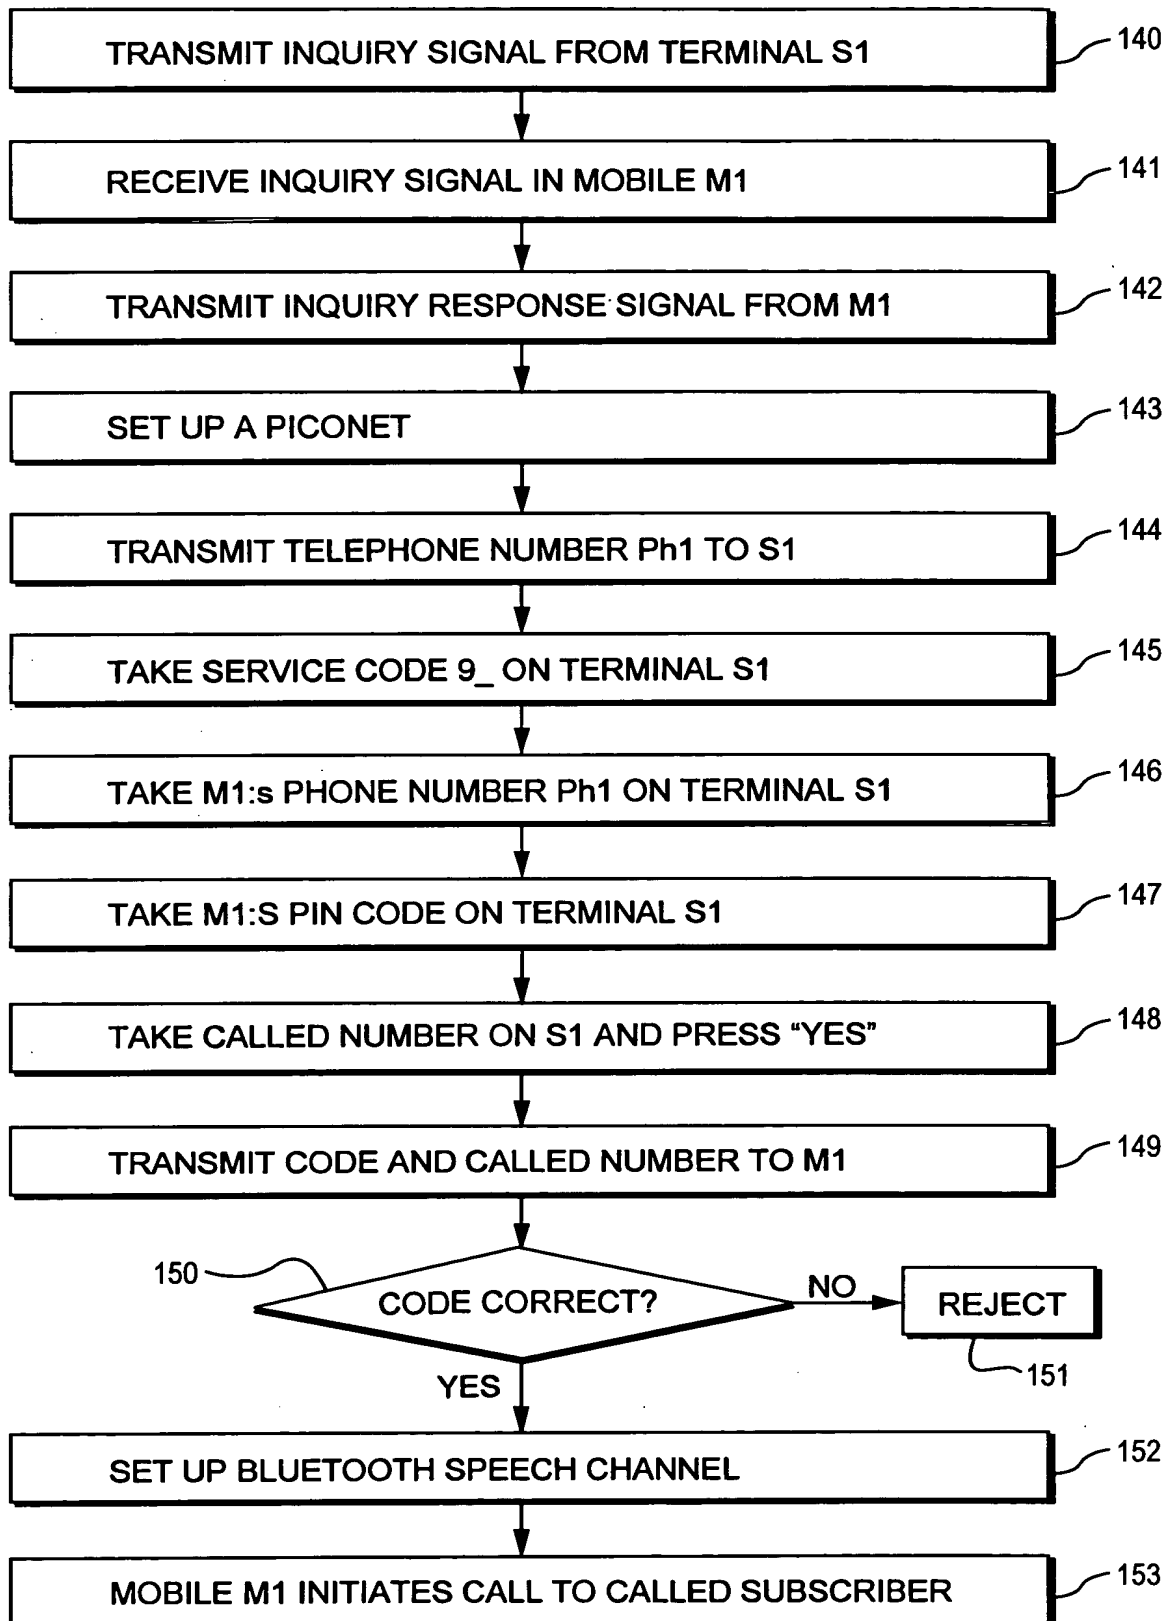 TRANSMIT INQUIRY SIGNAL FROM TERMINAL S1
140
RECEIVE INQUIRY SIGNAL IN MOBILE M1
141
TRANSMIT INQUIRY RESPONSE SIGNAL FROM M1
142
SET UP A PICONET
143
TRANSMIT TELEPHONE NUMBER Ph1 TO S1
144
TAKE SERVICE CODE 9_ ON TERMINAL S1
145
TAKE M1:s PHONE NUMBER Ph1 ON TERMINAL S1
146
TAKE M1:S PIN CODE ON TERMINAL S1
147
TAKE CALLED NUMBER ON S1 AND PRESS “YES”
148
TRANSMIT CODE AND CALLED NUMBER TO M1
149
150
CODE CORRECT?
NO
REJECT
151
YES
SET UP BLUETOOTH SPEECH CHANNEL
152
MOBILE M1 INITIATES CALL TO CALLED SUBSCRIBER
153